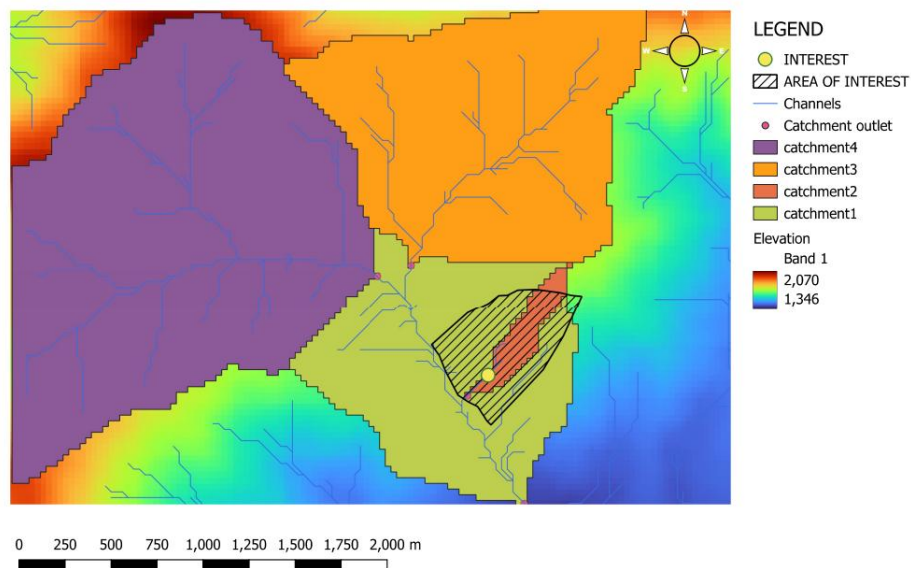 LEGEND
INTEREST
AREA OF INTEREST
Channels
Catchment outlet
catchment4
catchment3
catchment2
catchment1
Elevation
Band 1
2,070
1,346
N
W
E
S
0 250 500 750 1,000 1,250 1,500 1,750 2,000 m